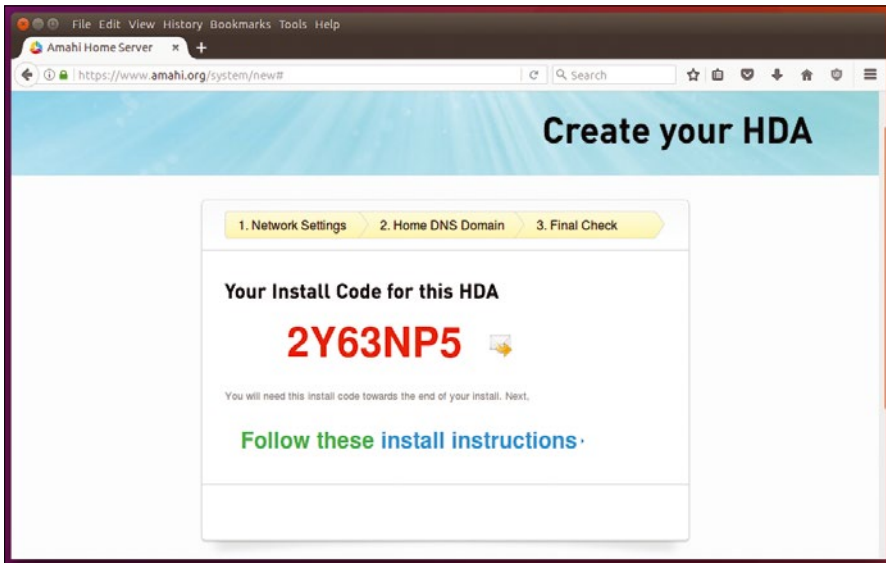 File Edit View History Bookmarks Tools Help
Amahi Home Server × +
https://www.amahi.org/system/new# Search
Create your HDA
1. Network Settings 2. Home DNS Domain 3. Final Check
Your Install Code for this HDA
2Y63NP5
You will need this install code towards the end of your install. Next,
Follow these install instructions